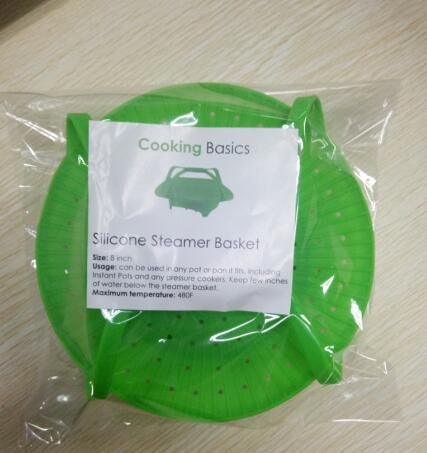 Cooking Basics
Silicone Steamer Basket
Size: 8 inch
Usage: can be used in any pot or pan it fits, including
Instant Pots and any pressure cookers. Keep few inches
of water below the steamer basket.
Maximum temperature: 480F